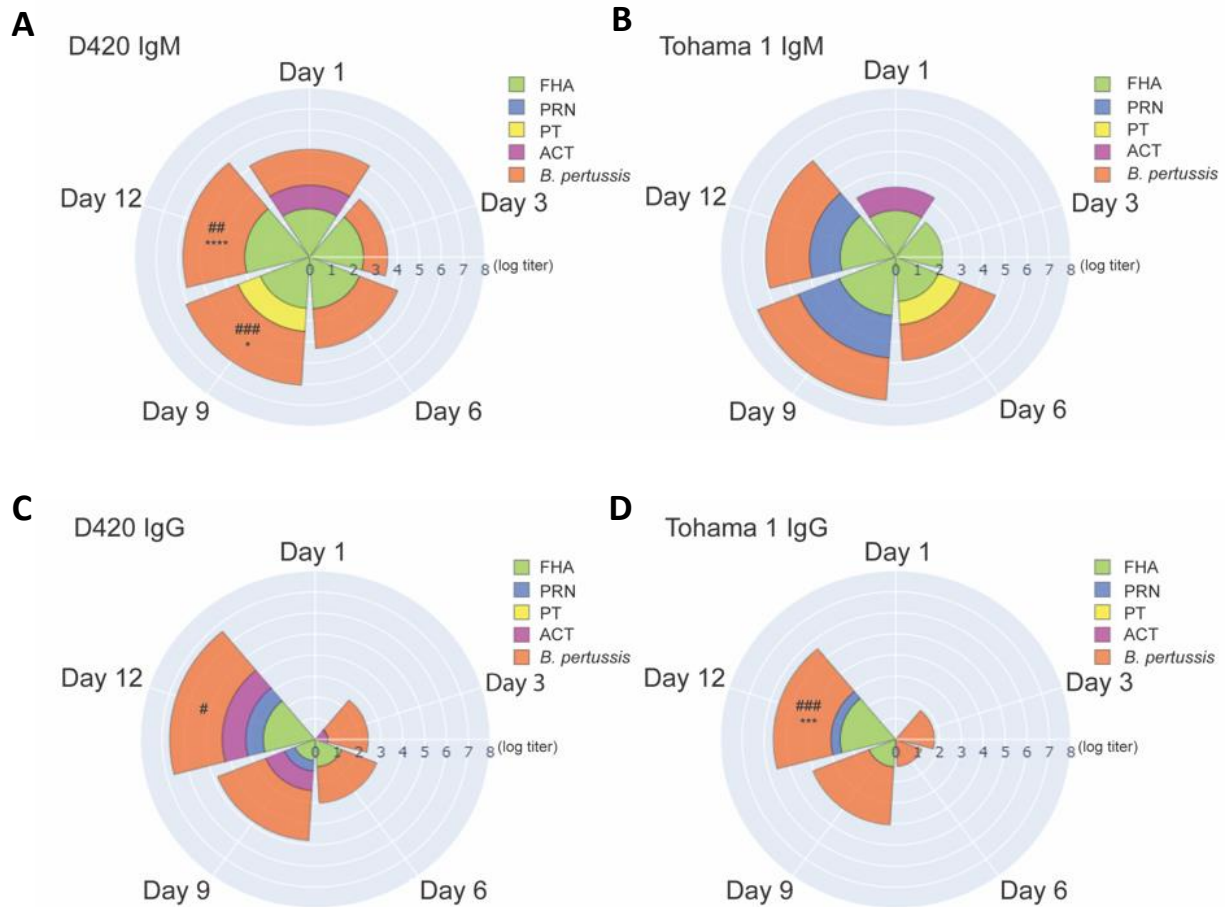 A
D420 IgM
Day 1
Day 3
Day 6
Day 9
Day 12
0 1 2 3 4 5 6 7 8 (log titer)
##
****
###
*
FHA
PRN
PT
ACT
B. pertussis
B
Tohama 1 IgM
Day 1
Day 3
Day 6
Day 9
Day 12
0 1 2 3 4 5 6 7 8 (log titer)
FHA
PRN
PT
ACT
B. pertussis
C
D420 IgG
Day 1
Day 3
Day 6
Day 9
Day 12
0 1 2 3 4 5 6 7 8 (log titer)
#
FHA
PRN
PT
ACT
B. pertussis
D
Tohama 1 IgG
Day 1
Day 3
Day 6
Day 9
Day 12
0 1 2 3 4 5 6 7 8 (log titer)
###
***
FHA
PRN
PT
ACT
B. pertussis